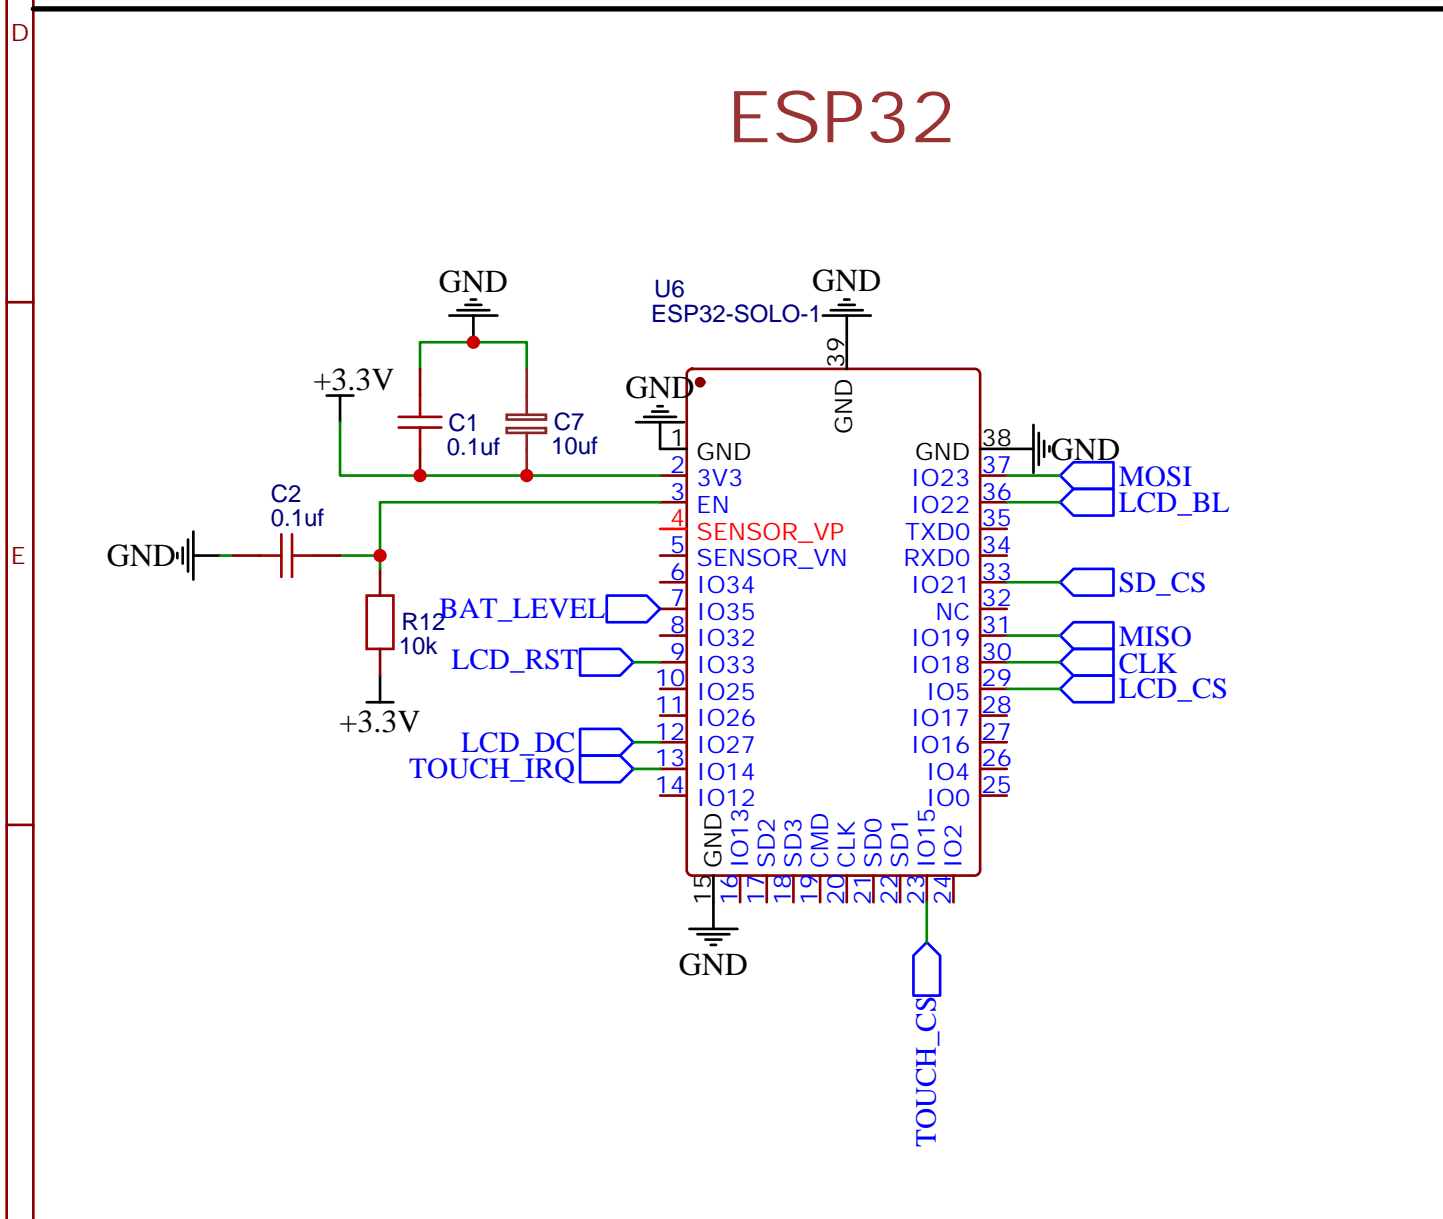 D
ESP32
GND
U6
ESP32-SOLO-1
GND
39
GND
+3.3V
GND
C1
0.1uf
C7
10uf
1
GND
2
3V3
3
EN
4
SENSOR_VP
5
SENSOR_VN
6
IO34
7
IO35
8
IO32
9
IO33
10
IO25
11
IO26
12
IO27
13
IO14
14
IO12
38
GND
GND
37
IO23
MOSI
36
IO22
LCD_BL
35
TXD0
34
RXD0
33
IO21
SD_CS
32
NC
31
IO19
MISO
30
IO18
CLK
29
IO5
LCD_CS
28
IO17
27
IO16
26
IO4
25
IO0
C2
0.1uf
GND
E
BAT_LEVEL
R12
10k
LCD_RST
+3.3V
LCD_DC
TOUCH_IRQ
GND
IO13
SD2
SD3
CMD
CLK
SD0
SD1
IO15
IO2
15
16
17
18
19
20
21
22
23
24
GND
TOUCH_CS